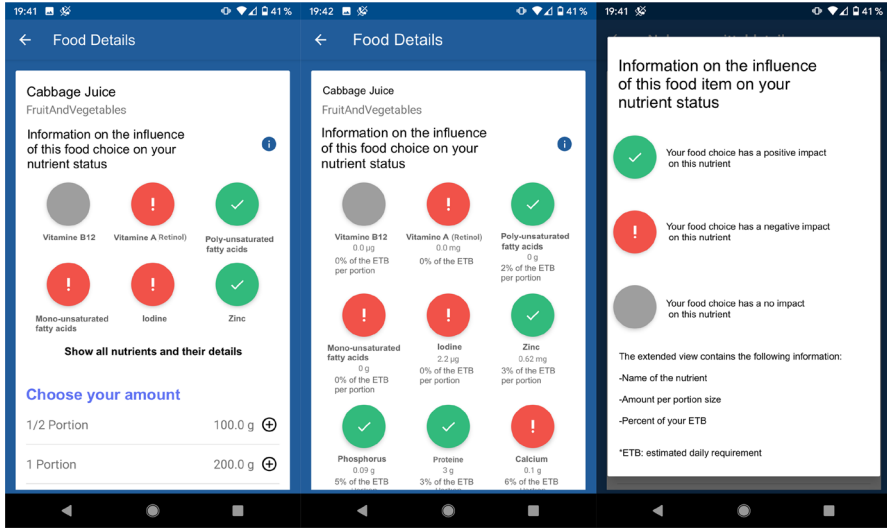 19:41 41%
Food Details
Cabbage Juice
FruitAndVegetables
Information on the influence
of this food choice on your
nutrient status
Vitamine B12 Vitamine A (Retinol) Poly-unsaturated
fatty acids
Mono-unsaturated
fatty acids Iodine Zinc
Show all nutrients and their details
Choose your amount
1/2 Portion 100.0 g
1 Portion 200.0 g
19:42 41%
Food Details
Cabbage Juice
FruitAndVegetables
Information on the influence
of this food choice on your
nutrient status
Vitamine B12 Vitamine A (Retinol) Poly-unsaturated
fatty acids
0.0 µg 0.0 mg 0 g
0% of the ETB
per portion 0% of the ETB 2% of the ETB
per portion
Mono-unsaturated
fatty acids Iodine Zinc
0 g 2.2 µg 0.62 mg
0% of the ETB
per portion 0% of the ETB
per portion 3% of the ETB
per portion
Phosphorus Proteine Calcium
0.09 g 3 g 0.1 g
5% of the ETB 3% of the ETB 6% of the ETB
19:41 41%
Information on the influence
of this food item on your
nutrient status
Your food choice has a positive impact
on this nutrient
Your food choice has a negative impact
on this nutrient
Your food choice has a no impact
on this nutrient
The extended view contains the following information:
-Name of the nutrient
-Amount per portion size
-Percent of your ETB
*ETB: estimated daily requirement